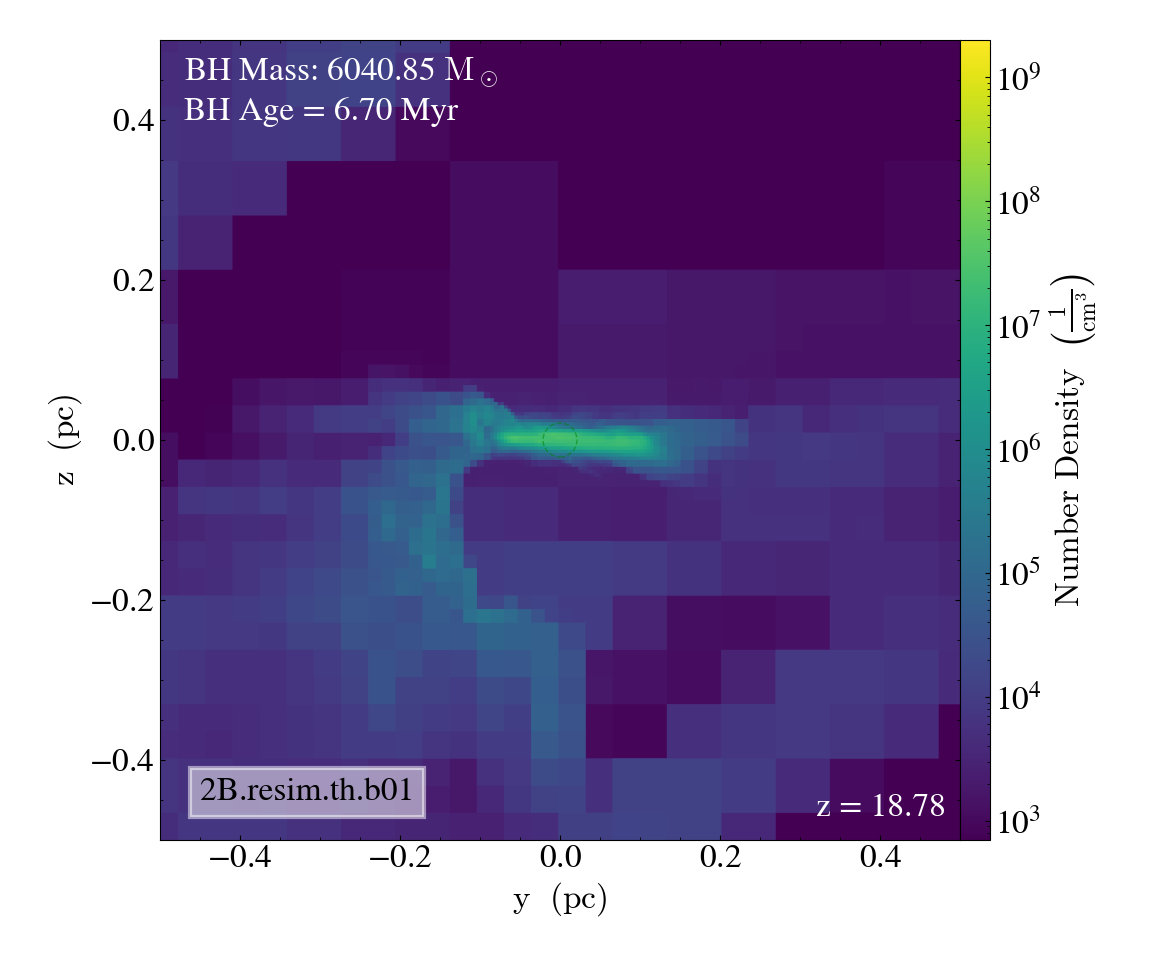 BH Mass: 6040.85 M⊙
BH Age = 6.70 Myr
0.4
0.2
0.0
−0.2
−0.4
z (pc)
2B.resim.th.b01
z = 18.78
−0.4 −0.2 0.0 0.2 0.4
y (pc)
10⁹
10⁸
10⁷
10⁶
10⁵
10⁴
10³
Number Density (1/cm³)